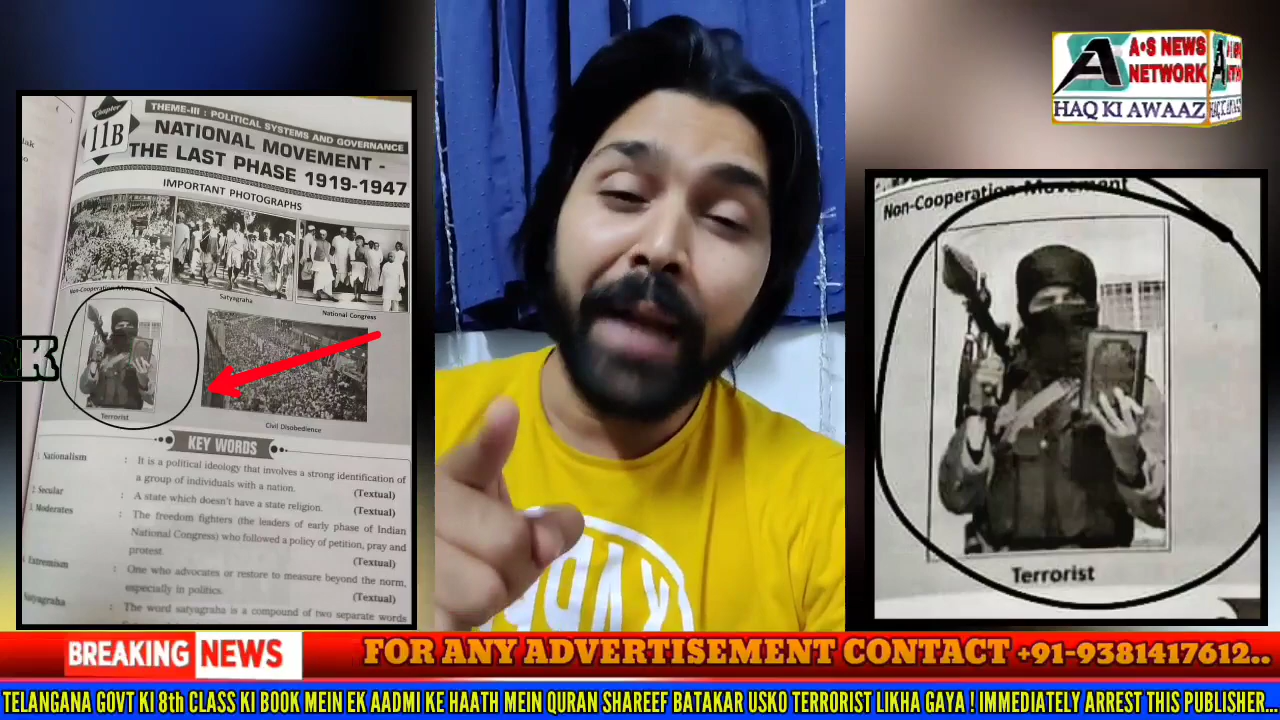 A•S NEWS
NETWORK
HAQ KI AWAAZ
Chapter
11B
THEME-III : POLITICAL SYSTEMS AND GOVERNANCE
NATIONAL MOVEMENT -
THE LAST PHASE 1919-1947
IMPORTANT PHOTOGRAPHS
Non-Cooperation Movement
Satyagraha
National Congress
Terrorist
Civil Disobedience
KEY WORDS
1. Nationalism : It is a political ideology that involves a strong identification of
a group of individuals with a nation. (Textual)
2. Secular : A state which doesn't have a state religion. (Textual)
3. Moderates : The freedom fighters (the leaders of early phase of Indian
National Congress) who followed a policy of petition, pray and
protest. (Textual)
4. Extremism : One who advocates or restore to measure beyond the norm,
especially in politics. (Textual)
Satyagraha : The word satyagraha is a compound of two separate words
Non-Cooperation Movement
Terrorist
BREAKING NEWS
FOR ANY ADVERTISEMENT CONTACT +91-9381417612..
TELANGANA GOVT KI 8th CLASS KI BOOK MEIN EK AADMI KE HAATH MEIN QURAN SHAREEF BATAKAR USKO TERRORIST LIKHA GAYA ! IMMEDIATELY ARREST THIS PUBLISHER...